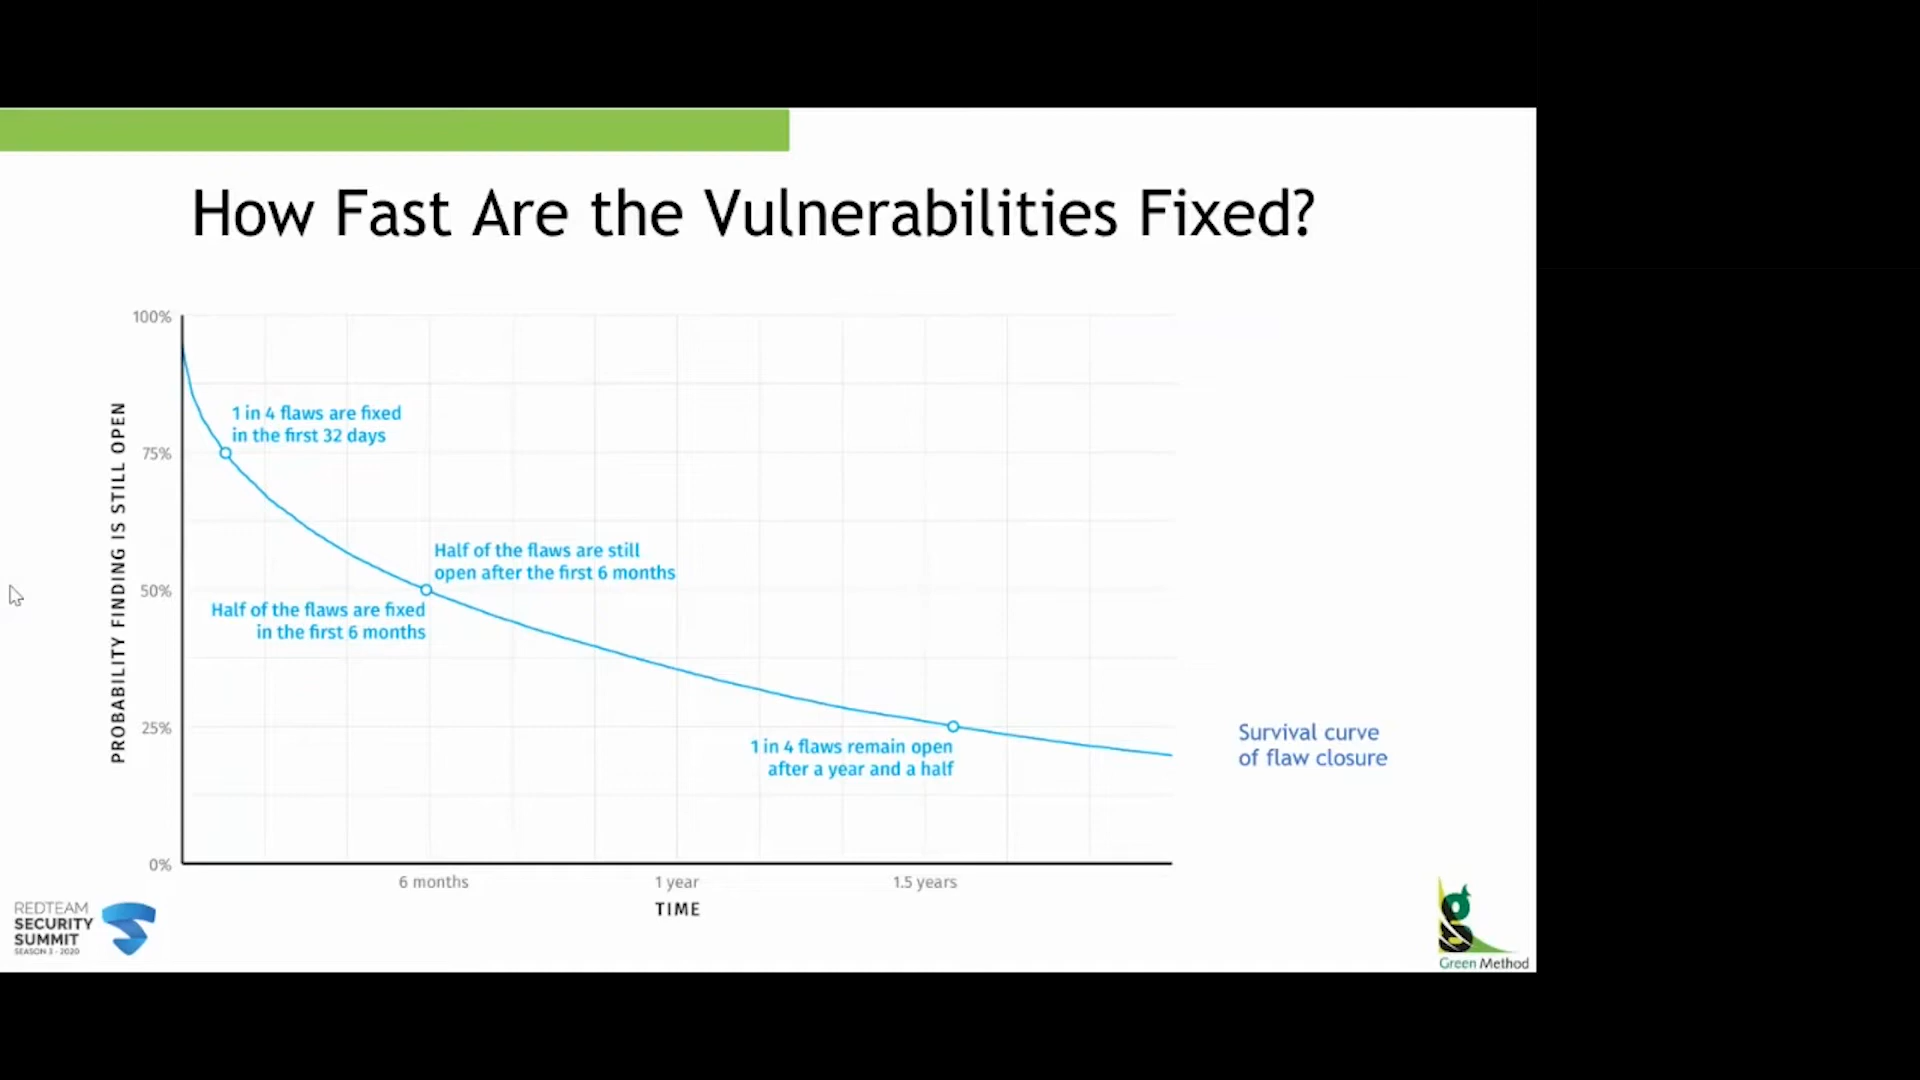 How Fast Are the Vulnerabilities Fixed?
100%
75%
50%
25%
0%
PROBABILITY FINDING IS STILL OPEN
1 in 4 flaws are fixed
in the first 32 days
Half of the flaws are still
open after the first 6 months
Half of the flaws are fixed
in the first 6 months
1 in 4 flaws remain open
after a year and a half
Survival curve
of flaw closure
6 months
1 year
1.5 years
TIME
REDTEAM
SECURITY
SUMMIT
SEASON 3 - 2020
g
Green Method